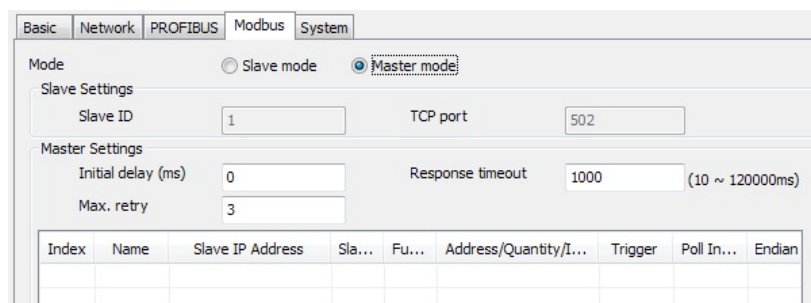 Basic Network PROFIBUS Modbus System
Mode Slave mode Master mode
Slave Settings
Slave ID 1 TCP port 502
Master Settings
Initial delay (ms) 0 Response timeout 1000 (10 ~ 120000ms)
Max. retry 3
Index Name Slave IP Address Sla... Fu... Address/Quantity/I... Trigger Poll In... Endian